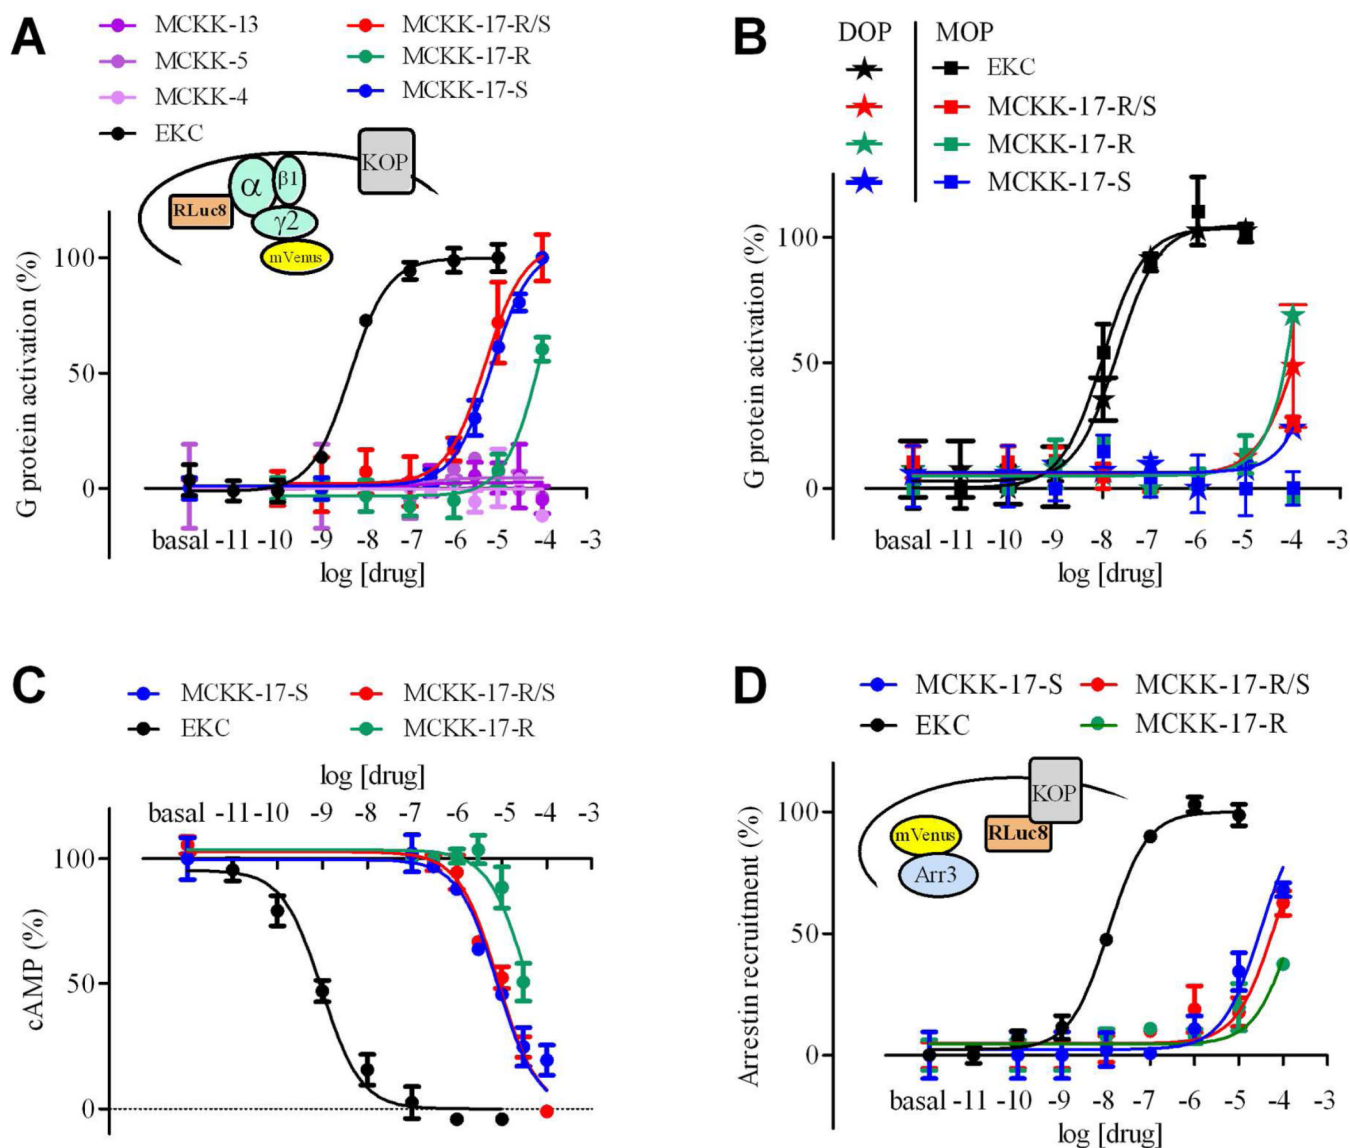 A
MCKK-13
MCKK-5
MCKK-4
EKC
MCKK-17-R/S
MCKK-17-R
MCKK-17-S
α
β1
γ2
RLuc8
mVenus
KOP
G protein activation (%)
100
50
0
basal -11 -10 -9 -8 -7 -6 -5 -4 -3
log [drug]
B
DOP MOP
EKC
MCKK-17-R/S
MCKK-17-R
MCKK-17-S
G protein activation (%)
100
50
0
basal -11 -10 -9 -8 -7 -6 -5 -4 -3
log [drug]
C
MCKK-17-S
EKC
MCKK-17-R/S
MCKK-17-R
log [drug]
basal -11 -10 -9 -8 -7 -6 -5 -4 -3
cAMP (%)
100
50
0
D
MCKK-17-S
EKC
MCKK-17-R/S
MCKK-17-R
KOP
mVenus
RLuc8
Arr3
Arrestin recruitment (%)
100
50
0
basal -11 -10 -9 -8 -7 -6 -5 -4 -3
log [drug]